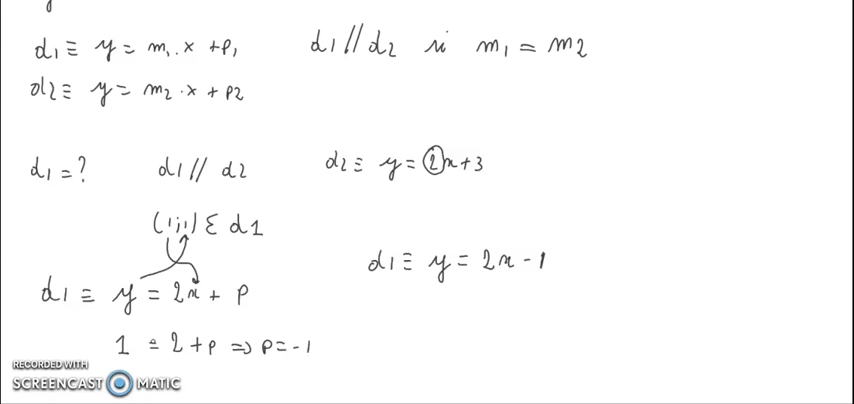 d1 ≡ y = m1.x + p1
d1 // d2 si m1 = m2
d2 ≡ y = m2.x + p2
d1 = ? d1 // d2 d2 ≡ y = 2x + 3
(1;1) ∈ d1
d1 ≡ y = 2x - 1
d1 ≡ y = 2x + p
1 = 2 + p => p = -1
RECORDED WITH
SCREENCAST MATIC